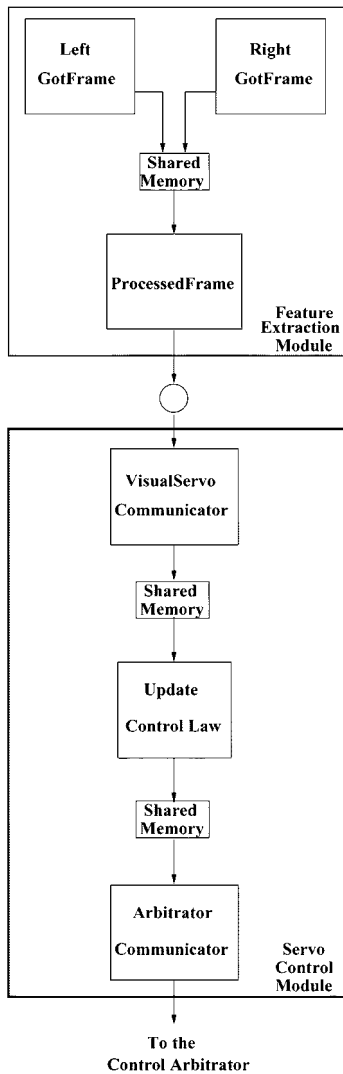 Left
GotFrame
Right
GotFrame
Shared
Memory
ProcessedFrame
Feature
Extraction
Module
VisualServo
Communicator
Shared
Memory
Update
Control Law
Shared
Memory
Arbitrator
Communicator
Servo
Control
Module
To the
Control Arbitrator